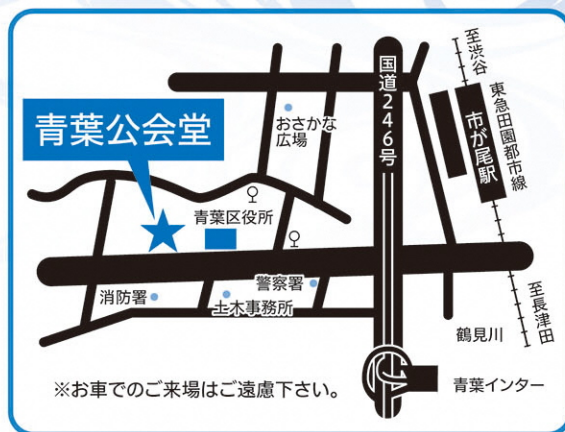 至渋谷
東急田園都市線
市が尾駅
国道246号
おさかな
広場
青葉公会堂
青葉区役所
消防署
土木事務所
警察署
至長津田
鶴見川
青葉インター
※お車でのご来場はご遠慮下さい。